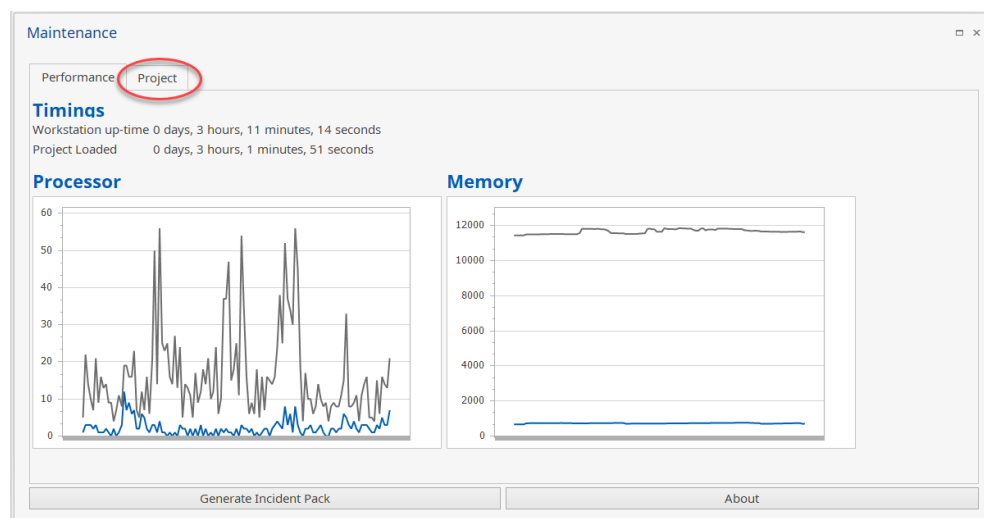 Maintenance
Performance Project
Timings
Workstation up-time 0 days, 3 hours, 11 minutes, 14 seconds
Project Loaded 0 days, 3 hours, 1 minutes, 51 seconds
Processor Memory
60
50
40
30
20
10
0
12000
10000
8000
6000
4000
2000
0
Generate Incident Pack About